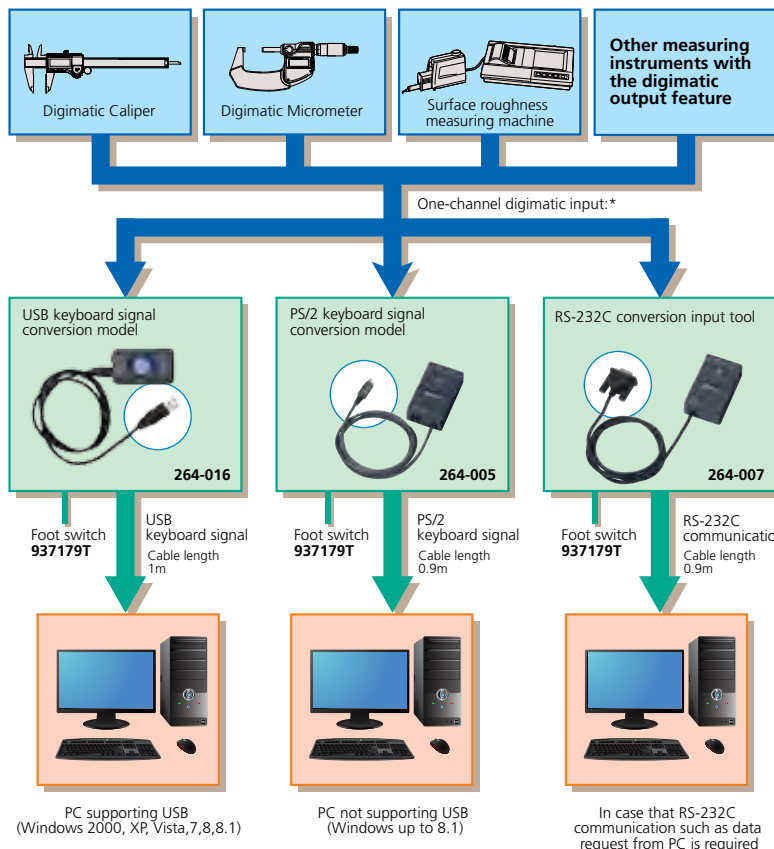 Digimatic Caliper
Digimatic Micrometer
Surface roughness
measuring machine
Other measuring
instruments with
the digimatic
output feature
One-channel digimatic input:*
USB keyboard signal
conversion model
264-016
PS/2 keyboard signal
conversion model
264-005
RS-232C conversion input tool
264-007
Foot switch
937179T
USB
keyboard signal
Cable length
1m
Foot switch
937179T
PS/2
keyboard signal
Cable length
0.9m
Foot switch
937179T
RS-232C
communicatio
Cable length
0.9m
PC supporting USB
(Windows 2000, XP, Vista,7,8,8.1)
PC not supporting USB
(Windows up to 8.1)
In case that RS-232C
communication such as data
request from PC is required